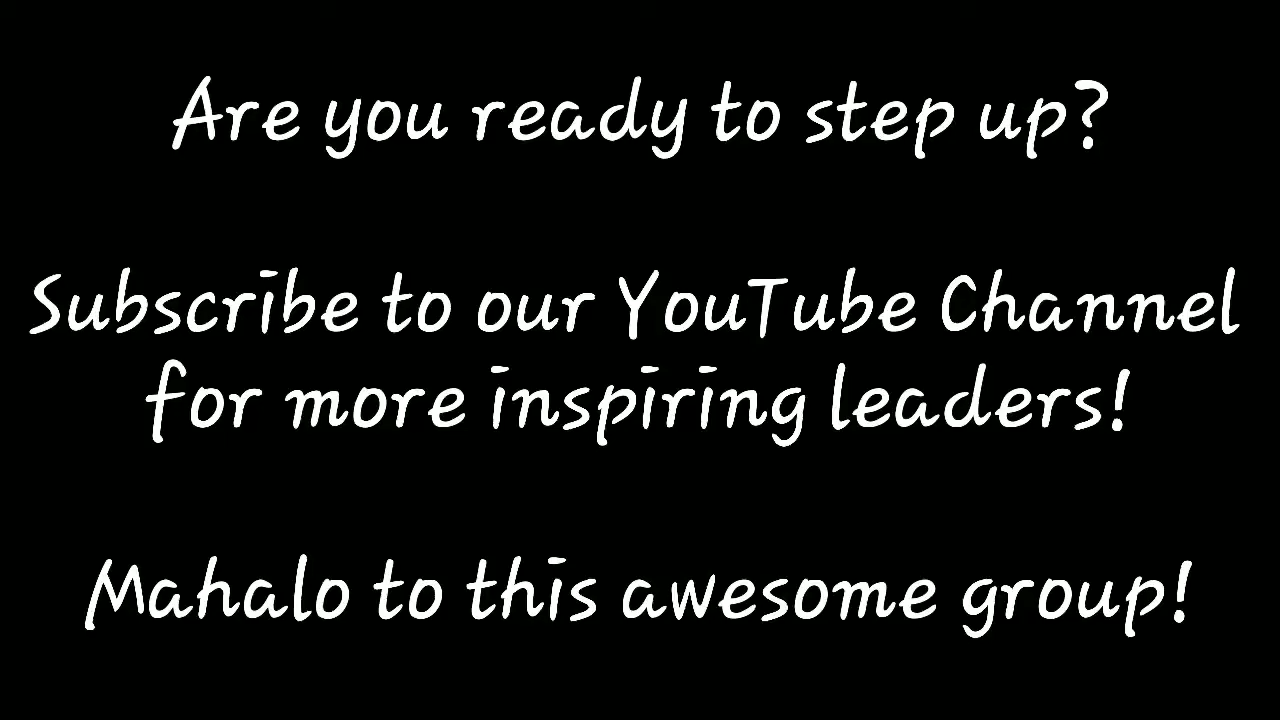 Are you ready to step up?
Subscribe to our YouTube Channel
for more inspiring leaders!
Mahalo to this awesome group!